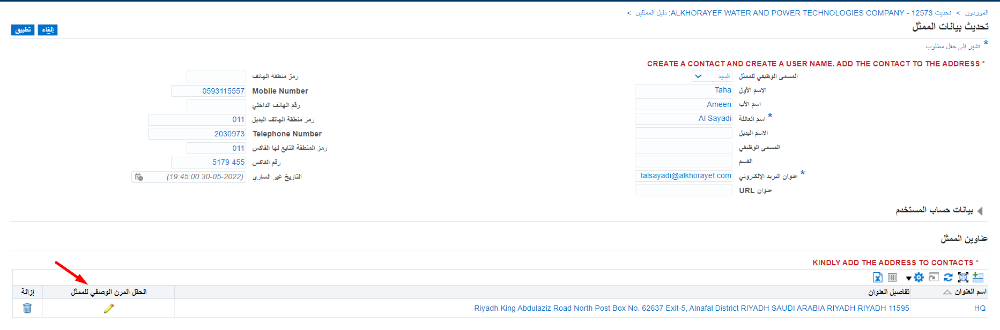 الموردون > تحديث ALKHORAYEF WATER AND POWER TECHNOLOGIES COMPANY - 12573: دليل الممثلين >
تحديث بيانات الممثل
إلغاء تطبيق
* تشير إلى حقل مطلوب
* CREATE A CONTACT AND CREATE A USER NAME. ADD THE CONTACT TO THE ADDRESS
المسمى الوظيفي للممثل السيد
الاسم الأول Taha
اسم الأب Ameen
* اسم العائلة Al Sayadi
الاسم البديل
المسمى الوظيفي
القسم
* عنوان البريد الإلكتروني talsayadi@alkhorayef.com
عنوان URL
رمز منطقة الهاتف
Mobile Number 0593115557
رقم الهاتف الداخلي
رمز منطقة الهاتف البديل 011
Telephone Number 2030973
رمز المنطقة التابع لها الفاكس 011
رقم الفاكس 5179 455
التاريخ غير الساري (19:45:00 30-05-2022)
بيانات حساب المستخدم
عناوين الممثل
* KINDLY ADD THE ADDRESS TO CONTACTS
اسم العنوان تفاصيل العنوان الحقل المرن الوصفي للممثل إزالة
HQ Riyadh King Abdulaziz Road North Post Box No. 62637 Exit-5, Alnafal District RIYADH SAUDI ARABIA RIYADH RIYADH 11595